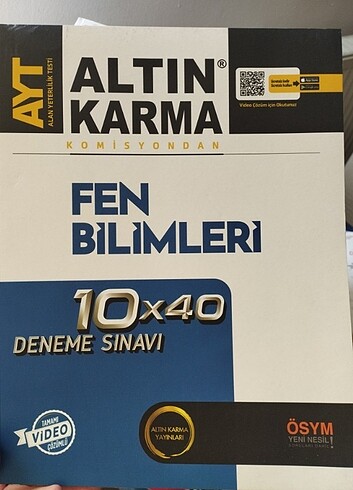 AYT
ALAN YETERLİLİK TESTİ
ALTIN®
KARMA
KOMİSYONDAN
Video Çözüm için Okutunuz
FEN
BİLİMLERİ
10x40
DENEME SINAVI
TAMAMI
VİDEO
ÇÖZÜMLÜ
ALTIN KARMA
YAYINLARI
ÖSYM
YENİ NESİL!